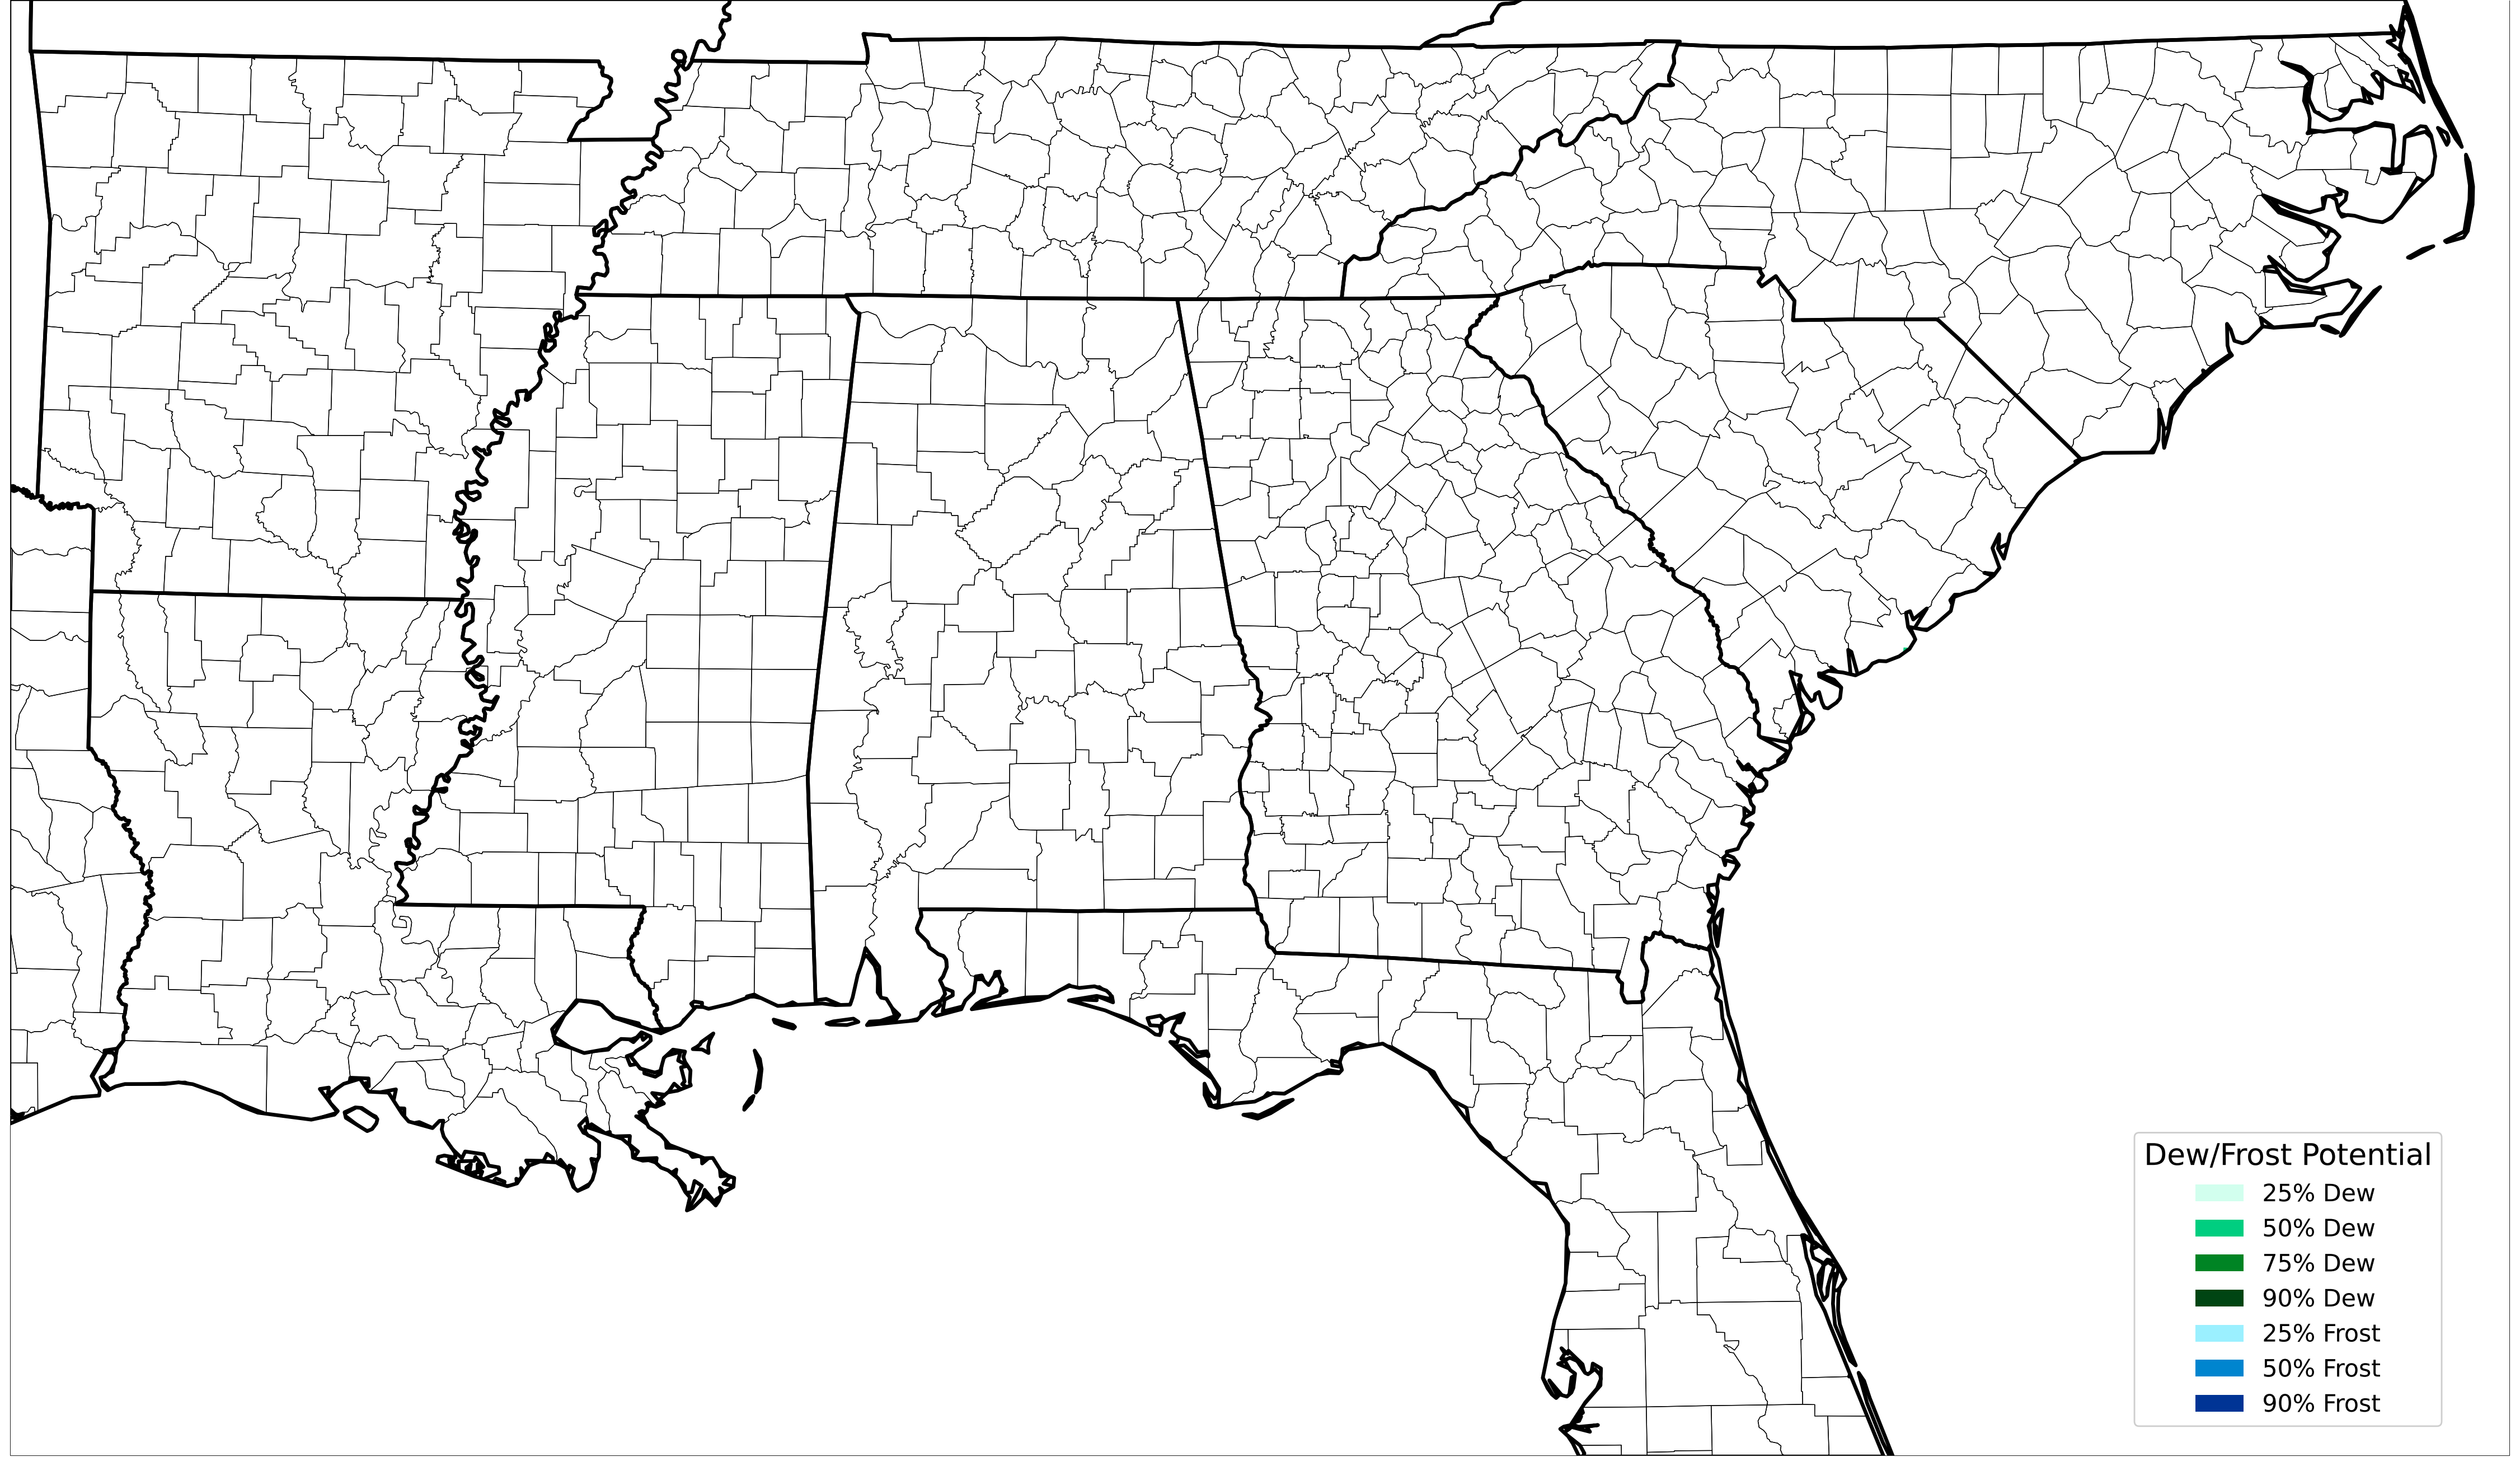 Dew/Frost Potential
25% Dew
50% Dew
75% Dew
90% Dew
25% Frost
50% Frost
90% Frost